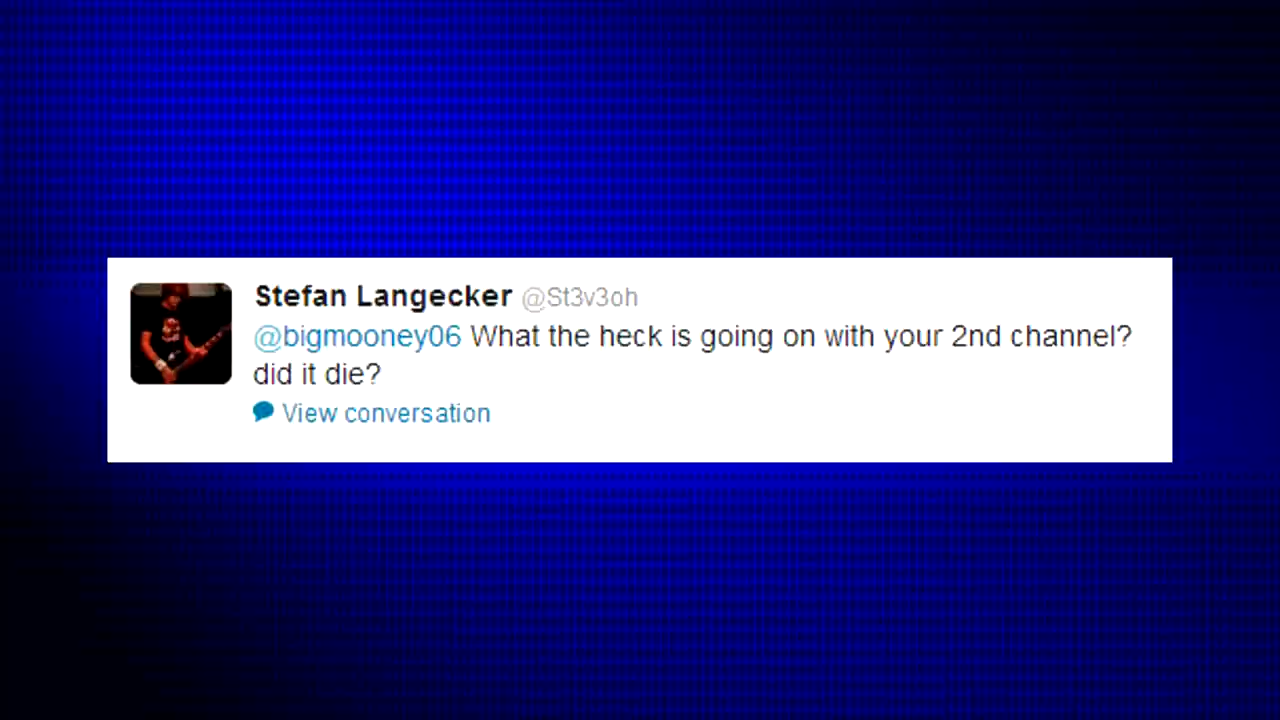 Stefan Langecker @St3v3oh
@bigmooney06 What the heck is going on with your 2nd channel?
did it die?
View conversation